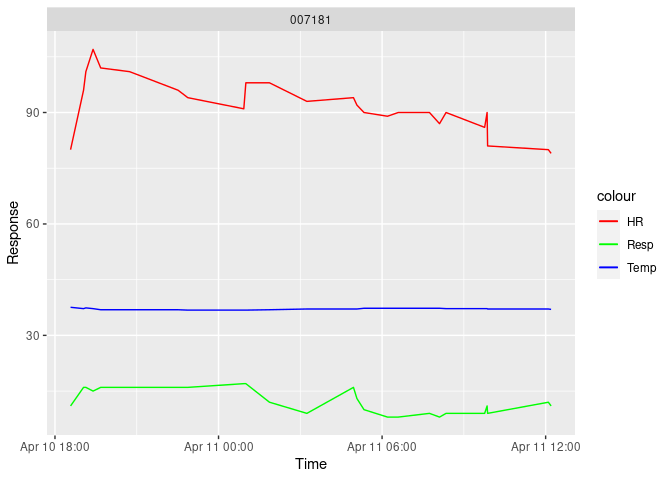 007181
90
60
30
Response
Apr 10 18:00
Apr 11 00:00
Apr 11 06:00
Apr 11 12:00
Time
colour
HR
Resp
Temp